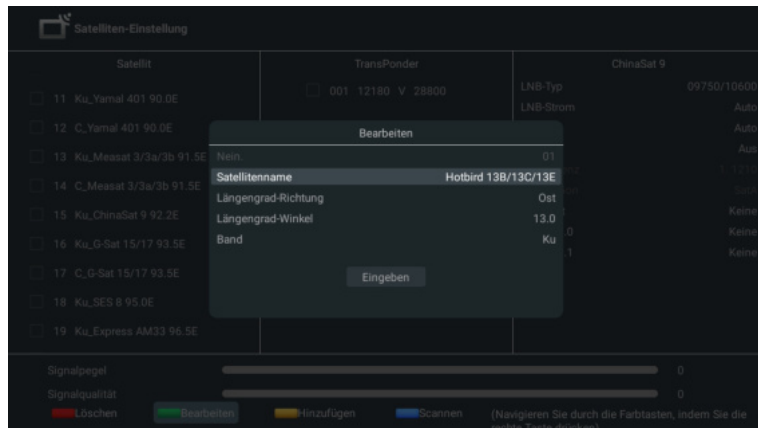 Satelliten-Einstellung
Satellit
TransPonder
ChinaSat 9
11 Ku_Yamal 401 90.0E
001 12180 V 28800
LNB-Typ 09750/10600
LNB-Strom Auto
12 C_Yamal 401 90.0E
Auto
Bearbeiten
13 Ku_Measat 3/3a/3b 91.5E
Nein. 01
Aus
Satellitenname Hotbird 13B/13C/13E
14 C_Measat 3/3a/3b 91.5E
Längengrad-Richtung Ost
15 Ku_ChinaSat 9 92.2E
Keine
Längengrad-Winkel 13.0
16 Ku_G-Sat 15/17 93.5E
.0 Keine
Band Ku
.1 Keine
17 C_G-Sat 15/17 93.5E
Eingeben
18 Ku_SES 8 95.0E
19 Ku_Express AM33 96.5E
Signalpegel 0
Signalqualität 0
Löschen Bearbeiten Hinzufügen Scannen (Navigieren Sie durch die Farbtasten, indem Sie die
rechte Taste drücken)